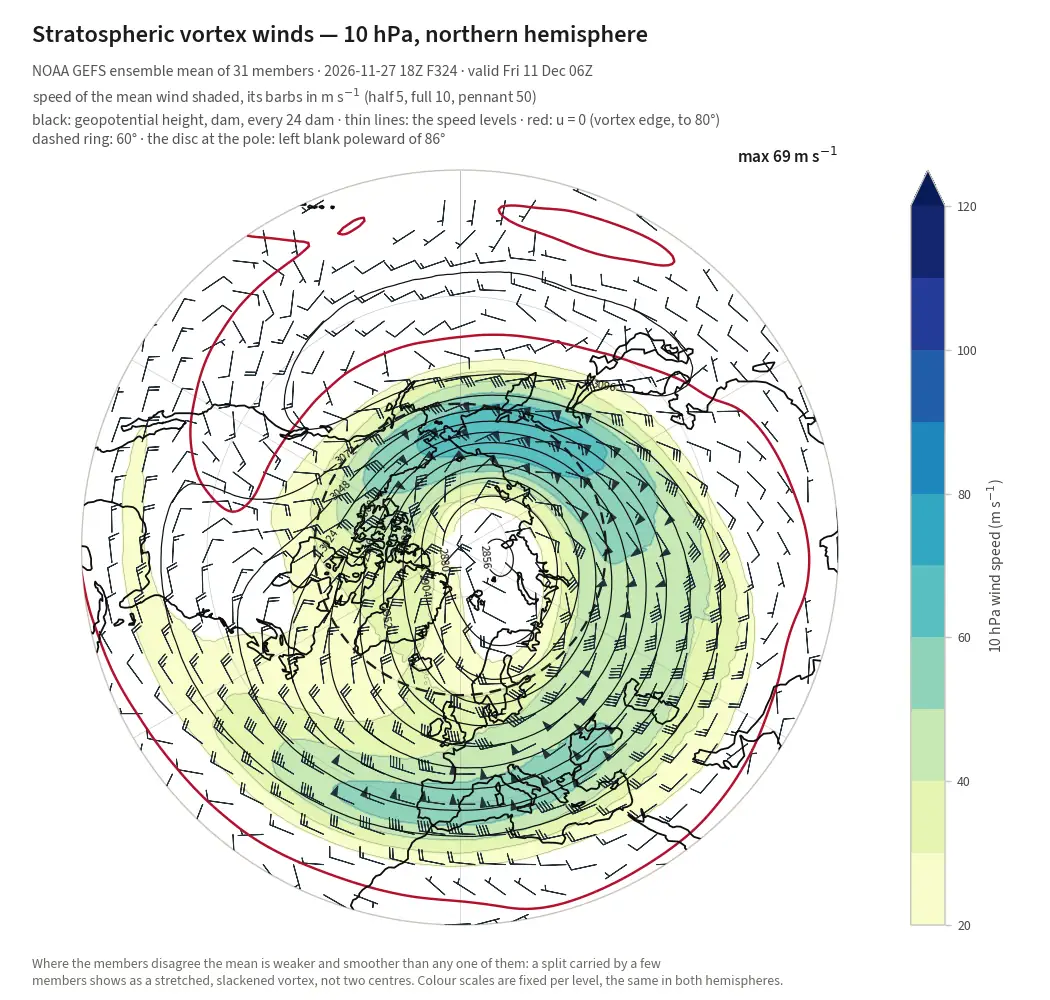 Stratospheric vortex winds — 10 hPa, northern hemisphere
NOAA GEFS ensemble mean of 31 members · 2026-11-27 18Z F324 · valid Fri 11 Dec 06Z
speed of the mean wind shaded, its barbs in m s⁻¹ (half 5, full 10, pennant 50)
black: geopotential height, dam, every 24 dam · thin lines: the speed levels · red: u = 0 (vortex edge, to 80°)
dashed ring: 60° · the disc at the pole: left blank poleward of 86°
max 69 m s⁻¹
120
100
80
60
40
20
10 hPa wind speed (m s⁻¹)
3048
2880
2856
Where the members disagree the mean is weaker and smoother than any one of them: a split carried by a few
members shows as a stretched, slackened vortex, not two centres. Colour scales are fixed per level, the same in both hemispheres.